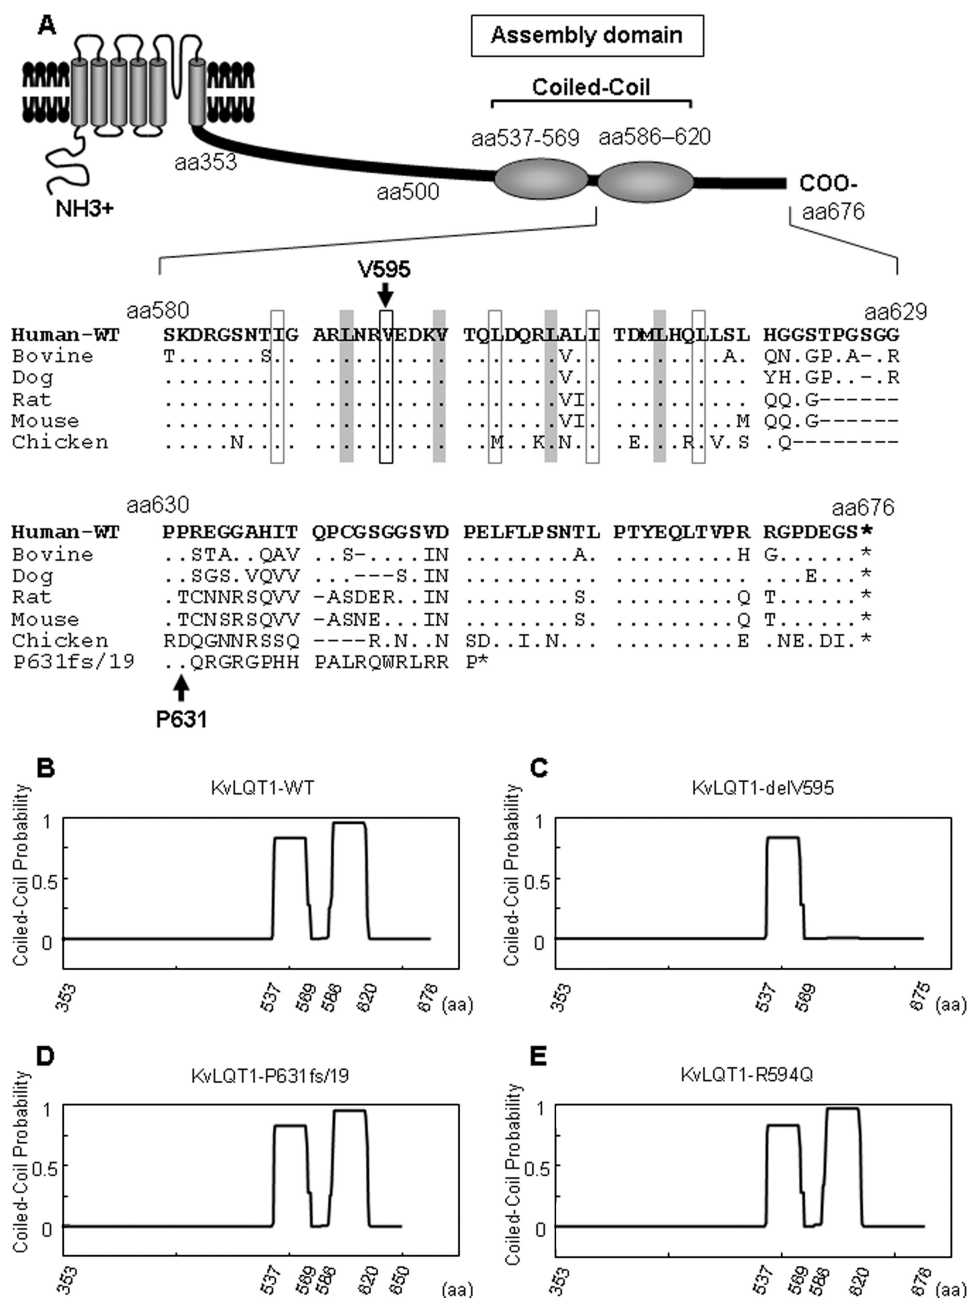 A
Assembly domain
Coiled-Coil
aa537-569 aa586–620
aa353
aa500
NH3+
COO-
aa676
V595
aa580 aa629
Human-WT SKDRGSNTIG ARLNRVEDKV TQLDQRLALI TDMLHQLLSL HGGSTPGSGG
Bovine T.......S. .......... .......V.. ........A. QN.GP.A-.R
Dog .......... .......... .......V.. .......... YH.GP..-.R
Rat .......... .......... .......VI. .......... QQ.G------
Mouse .......... .......... .......VI. .........M QQ.G------
Chicken ....N..... .......... ...M..K.N. ..E..R.V.S .Q-------
aa630 aa676
Human-WT PPREGGAHIT QPCGSGGSVD PELFLPSNTL PTYEQLTVPR RGPDEGS*
Bovine ..STA..QAV ..S-....IN ........A. .........H G......*
Dog ..SGS.VQVV ...---S.IN .......... .......... ...E...*
Rat .TCNNRSQVV -ASDER..IN ........S. .........Q T......*
Mouse .TCNSRSQVV -ASNE...IN ........S. .........Q T......*
Chicken RDQGNNRSSQ ----R.N..N SD..I.N... .........E .NE.DI.*
P631fs/19 ..QRGRGPHH PALRQWRLRR P*
P631
B
KvLQT1-WT
Coiled-Coil Probability
1
0.5
0
353 537 569 586 620 676 (aa)
C
KvLQT1-delV595
Coiled-Coil Probability
1
0.5
0
353 537 569 675 (aa)
D
KvLQT1-P631fs/19
Coiled-Coil Probability
1
0.5
0
353 537 569 586 620 650 (aa)
E
KvLQT1-R594Q
Coiled-Coil Probability
1
0.5
0
353 537 569 586 620 676 (aa)